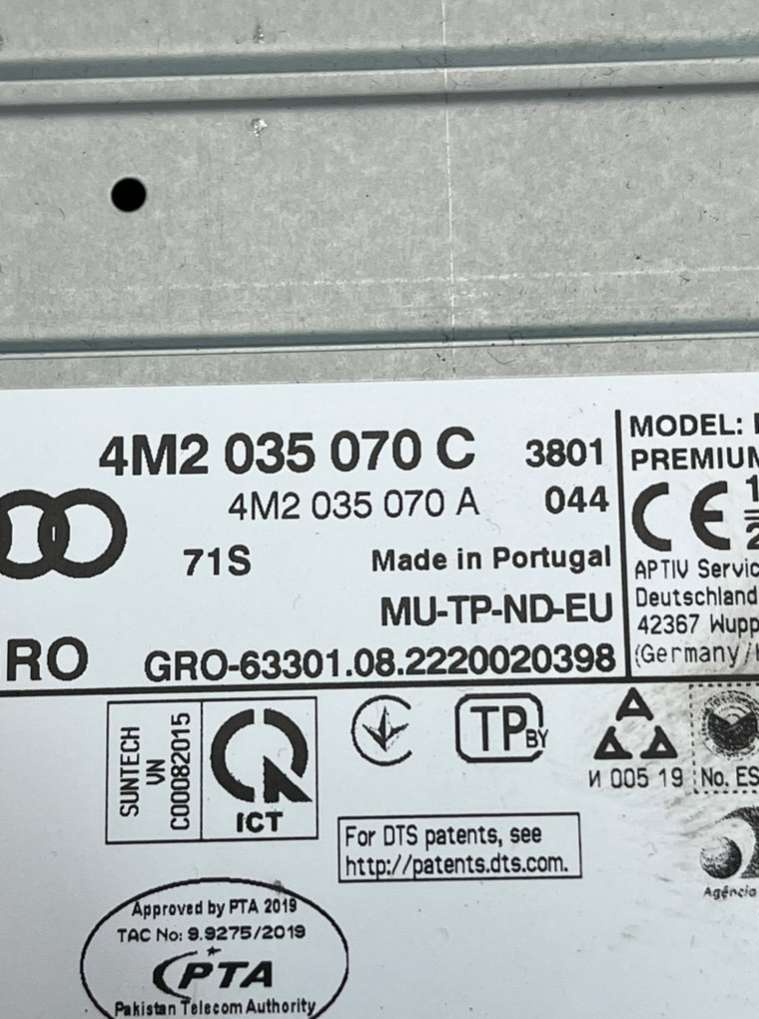 4M2 035 070 C 3801
4M2 035 070 A 044
71S Made in Portugal
MU-TP-ND-EU
RO GRO-63301.08.2220020398
MODEL:
PREMIUM
CE
APTIV
Deutschland
42367
(Germany/
SUNTECH
VN
C00082015
ICT
TP BY
И 005 19
No. ES
For DTS patents, see
http://patents.dts.com.
Agência
Approved by PTA 2019
TAC No: 9.9275/2019
PTA
Pakistan Telecom Authority